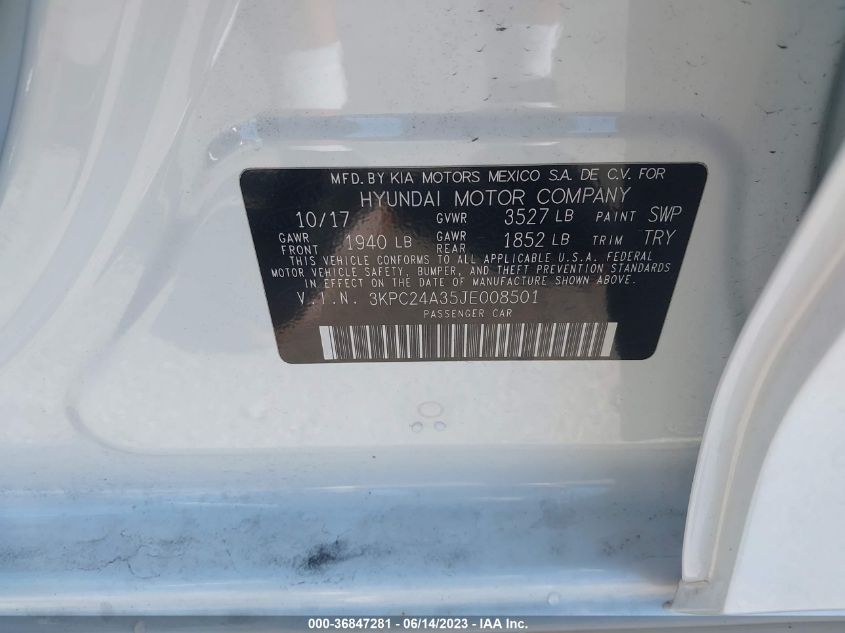 MFD. BY KIA MOTORS MEXICO S.A. DE C.V. FOR
HYUNDAI MOTOR COMPANY
10/17 GVWR 3527 LB PAINT SWP
GAWR FRONT 1940 LB GAWR REAR 1852 LB TRIM TRY
THIS VEHICLE CONFORMS TO ALL APPLICABLE U.S.A. FEDERAL
MOTOR VEHICLE SAFETY, BUMPER, AND THEFT PREVENTION STANDARDS
IN EFFECT ON THE DATE OF MANUFACTURE SHOWN ABOVE.
V.I.N. 3KPC24A35JE008501
PASSENGER CAR
000-36847281 - 06/14/2023 - IAA Inc.